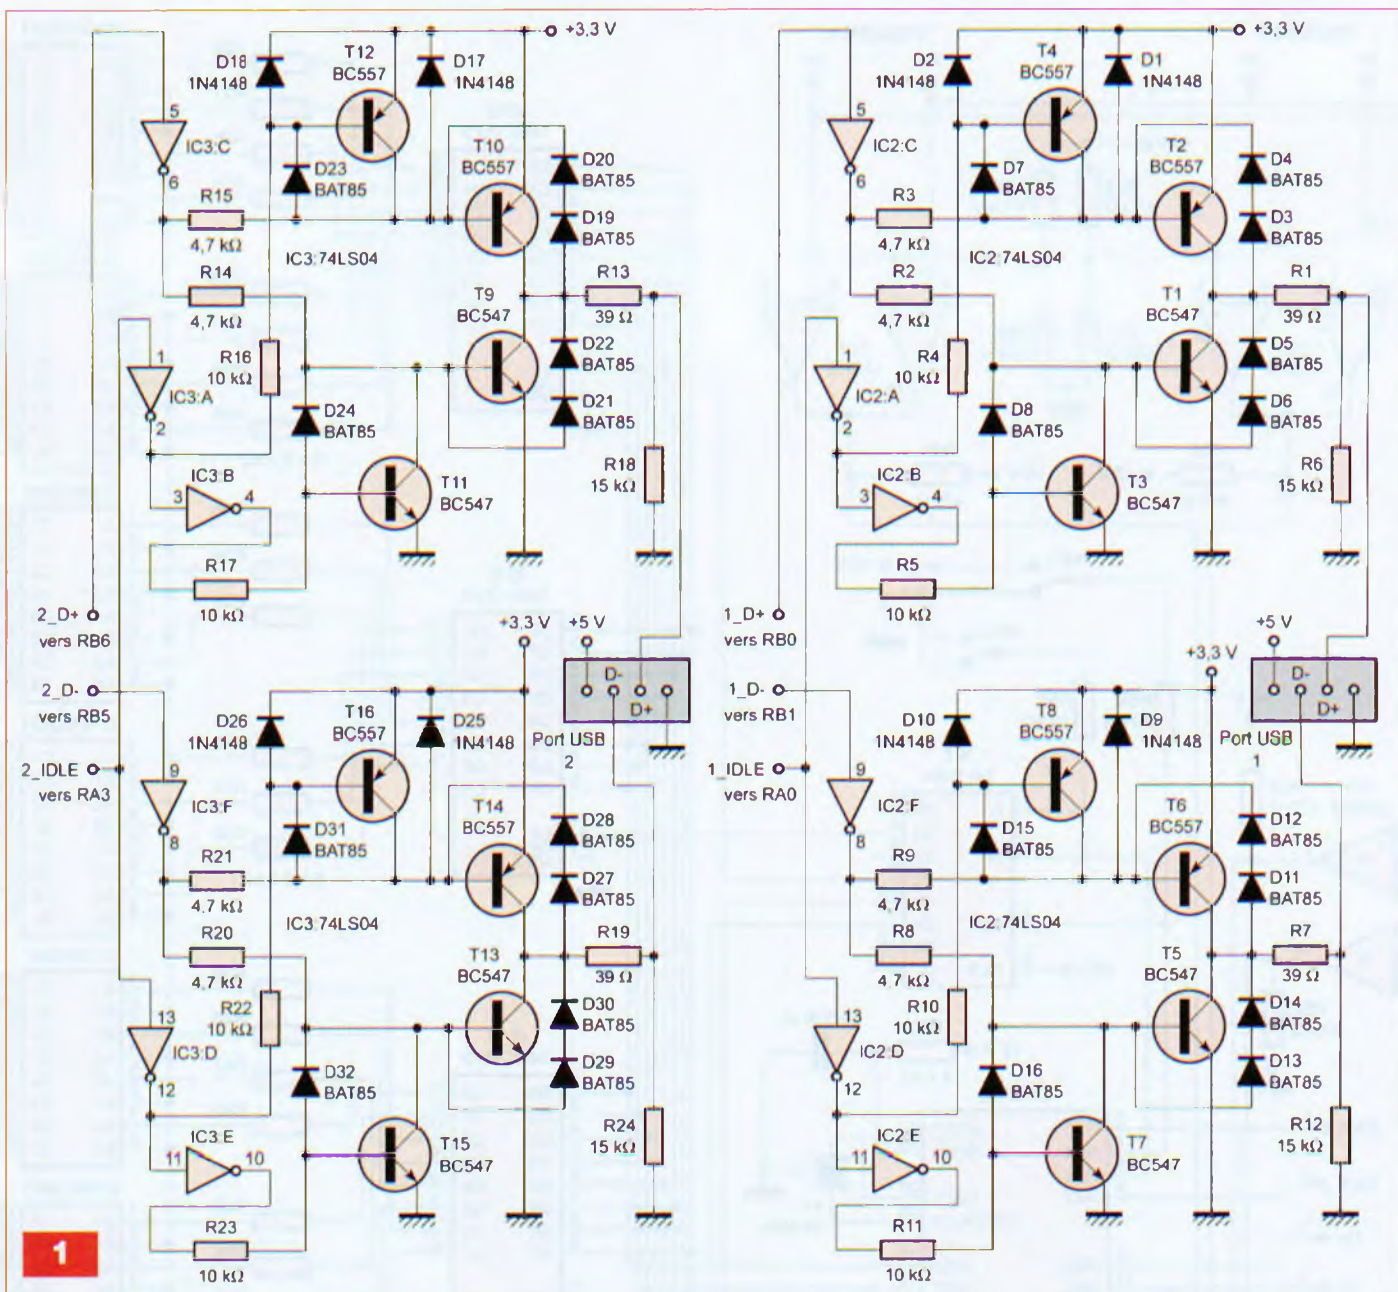 +3,3 V
T12
BC557
D18
1N4148
D17
1N4148
5
IC3:C
6
D23
BAT85
T10
BC557
D20
BAT85
R15
4,7 kΩ
D19
BAT85
IC3:74LS04
R14
4,7 kΩ
R13
39 Ω
T9
BC547
1
IC3:A
2
R16
10 kΩ
D22
BAT85
D24
BAT85
D21
BAT85
IC3:B
3
4
T11
BC547
R18
15 kΩ
R17
10 kΩ
2_D+
vers RB6
+3,3 V
+5 V
D-
D+
Port USB
2
2_D-
vers RB5
2_IDLE
vers RA3
D26
1N4148
T16
BC557
D25
1N4148
9
IC3:F
8
D31
BAT85
T14
BC557
D28
BAT85
R21
4,7 kΩ
D27
BAT85
IC3:74LS04
R20
4,7 kΩ
R19
39 Ω
T13
BC547
R22
10 kΩ
13
IC3:D
12
D30
BAT85
D32
BAT85
D29
BAT85
IC3:E
11
10
T15
BC547
R24
15 kΩ
R23
10 kΩ
1
+3,3 V
T4
BC557
D2
1N4148
D1
1N4148
5
IC2:C
6
D7
BAT85
T2
BC557
D4
BAT85
R3
4,7 kΩ
D3
BAT85
IC2:74LS04
R2
4,7 kΩ
R1
39 Ω
T1
BC547
1
IC2:A
2
R4
10 kΩ
D5
BAT85
D8
BAT85
D6
BAT85
IC2:B
3
4
T3
BC547
R6
15 kΩ
R5
10 kΩ
1_D+
vers RB0
+3,3 V
+5 V
D-
D+
Port USB
1
1_D-
vers RB1
1_IDLE
vers RA0
D10
1N4148
T8
BC557
D9
1N4148
9
IC2:F
8
D15
BAT85
T6
BC557
D12
BAT85
R9
4,7 kΩ
D11
BAT85
IC2:74LS04
R8
4,7 kΩ
R7
39 Ω
T5
BC547
R10
10 kΩ
13
IC2:D
12
D14
BAT85
D16
BAT85
D13
BAT85
IC2:E
11
10
T7
BC547
R12
15 kΩ
R11
10 kΩ